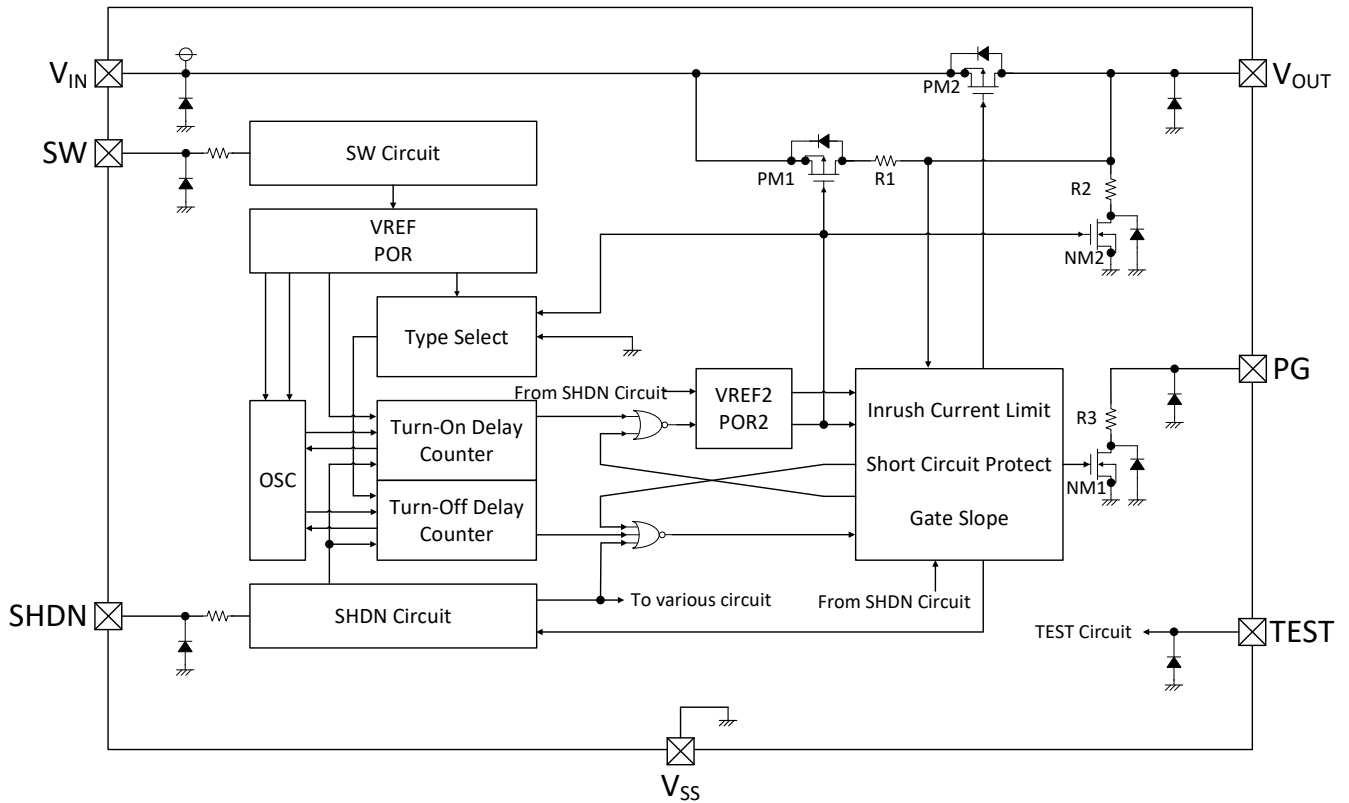 VIN
VOUT
PM2
SW
SW Circuit
PM1
R1
R2
VREF
POR
NM2
Type Select
PG
From SHDN Circuit
VREF2
POR2
Inrush Current Limit
R3
Turn-On Delay
Counter
OSC
Short Circuit Protect
NM1
Turn-Off Delay
Counter
Gate Slope
SHDN
SHDN Circuit
To various circuit
From SHDN Circuit
TEST Circuit
TEST
VSS